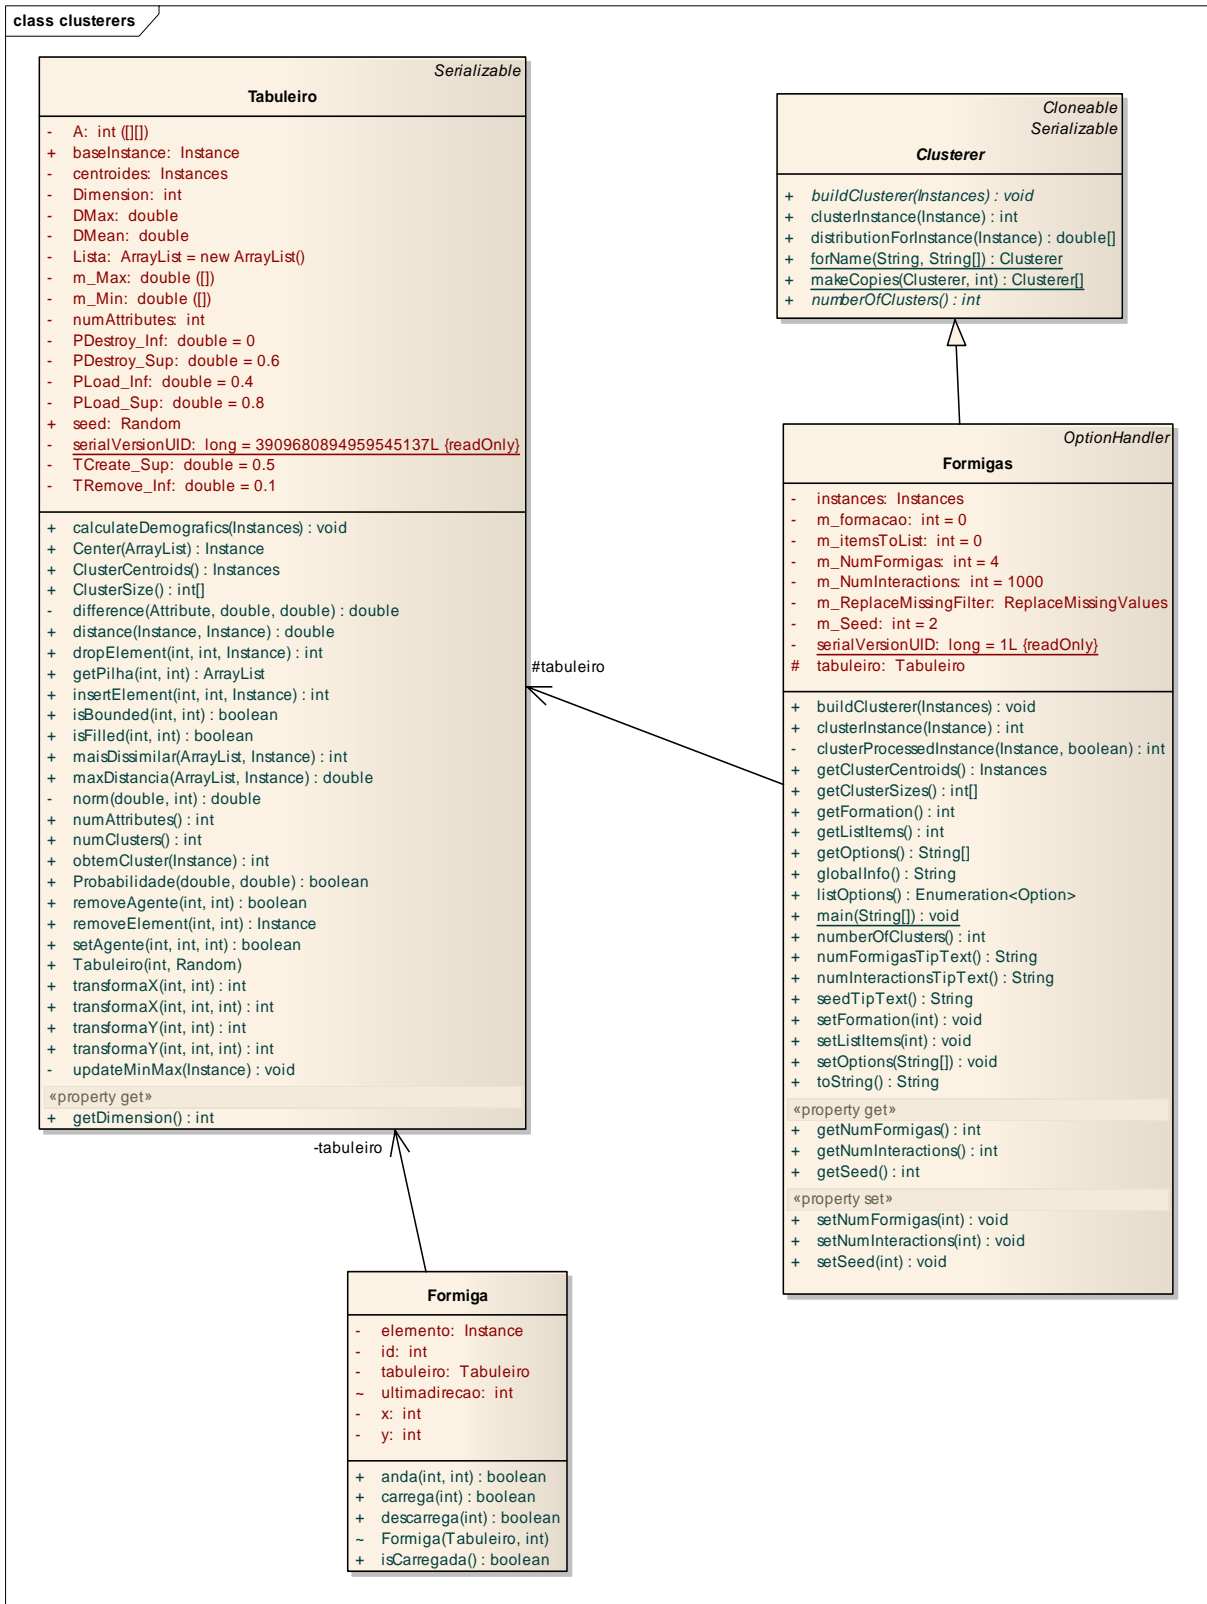 class clusterers
Serializable
Tabuleiro
- A: int ([][])
+ baseInstance: Instance
- centroides: Instances
- Dimension: int
- DMax: double
- DMean: double
- Lista: ArrayList = new ArrayList()
- m_Max: double ([])
- m_Min: double ([])
- numAttributes: int
- PDestroy_Inf: double = 0
- PDestroy_Sup: double = 0.6
- PLoad_Inf: double = 0.4
- PLoad_Sup: double = 0.8
+ seed: Random
- serialVersionUID: long = 3909680894959545137L {readOnly}
- TCreate_Sup: double = 0.5
- TRemove_Inf: double = 0.1
+ calculateDemografics(Instances) : void
+ Center(ArrayList) : Instance
+ ClusterCentroids() : Instances
+ ClusterSize() : int[]
- difference(Attribute, double, double) : double
+ distance(Instance, Instance) : double
+ dropElement(int, int, Instance) : int
+ getPilha(int, int) : ArrayList
+ insertElement(int, int, Instance) : int
+ isBounded(int, int) : boolean
+ isFilled(int, int) : boolean
+ maisDissimilar(ArrayList, Instance) : int
+ maxDistancia(ArrayList, Instance) : double
- norm(double, int) : double
+ numAttributes() : int
+ numClusters() : int
+ obtemCluster(Instance) : int
+ Probabilidade(double, double) : boolean
+ removeAgente(int, int) : boolean
+ removeElement(int, int) : Instance
+ setAgente(int, int, int) : boolean
+ Tabuleiro(int, Random)
+ transformaX(int, int) : int
+ transformaX(int, int, int) : int
+ transformaY(int, int) : int
+ transformaY(int, int, int) : int
- updateMinMax(Instance) : void
«property get»
+ getDimension() : int
Cloneable
Serializable
Clusterer
+ buildClusterer(Instances) : void
+ clusterInstance(Instance) : int
+ distributionForInstance(Instance) : double[]
+ forName(String, String[]) : Clusterer
+ makeCopies(Clusterer, int) : Clusterer[]
+ numberOfClusters() : int
OptionHandler
Formigas
- instances: Instances
- m_formacao: int = 0
- m_itemsToList: int = 0
- m_NumFormigas: int = 4
- m_NumInteractions: int = 1000
- m_ReplaceMissingFilter: ReplaceMissingValues
- m_Seed: int = 2
- serialVersionUID: long = 1L {readOnly}
# tabuleiro: Tabuleiro
+ buildClusterer(Instances) : void
+ clusterInstance(Instance) : int
- clusterProcessedInstance(Instance, boolean) : int
+ getClusterCentroids() : Instances
+ getClusterSizes() : int[]
+ getFormation() : int
+ getListItems() : int
+ getOptions() : String[]
+ globalInfo() : String
+ listOptions() : Enumeration<Option>
+ main(String[]) : void
+ numberOfClusters() : int
+ numFormigasTipText() : String
+ numInteractionsTipText() : String
+ seedTipText() : String
+ setFormation(int) : void
+ setListItems(int) : void
+ setOptions(String[]) : void
+ toString() : String
«property get»
+ getNumFormigas() : int
+ getNumInteractions() : int
+ getSeed() : int
«property set»
+ setNumFormigas(int) : void
+ setNumInteractions(int) : void
+ setSeed(int) : void
#tabuleiro
-tabuleiro
Formiga
- elemento: Instance
- id: int
- tabuleiro: Tabuleiro
~ ultimadirecao: int
- x: int
- y: int
+ anda(int, int) : boolean
+ carrega(int) : boolean
+ descarrega(int) : boolean
~ Formiga(Tabuleiro, int)
+ isCarregada() : boolean